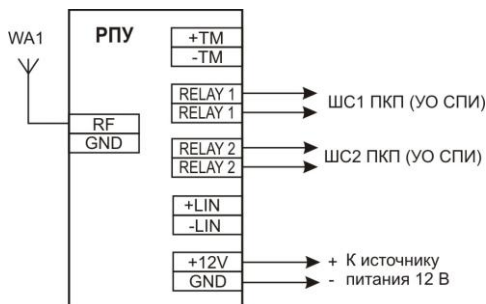 WA1
РПУ
RF
GND
+TM
-TM
RELAY 1
RELAY 1
ШС1 ПКП (УО СПИ)
RELAY 2
RELAY 2
ШС2 ПКП (УО СПИ)
+LIN
-LIN
+12V
GND
+ К источнику
- питания 12 В